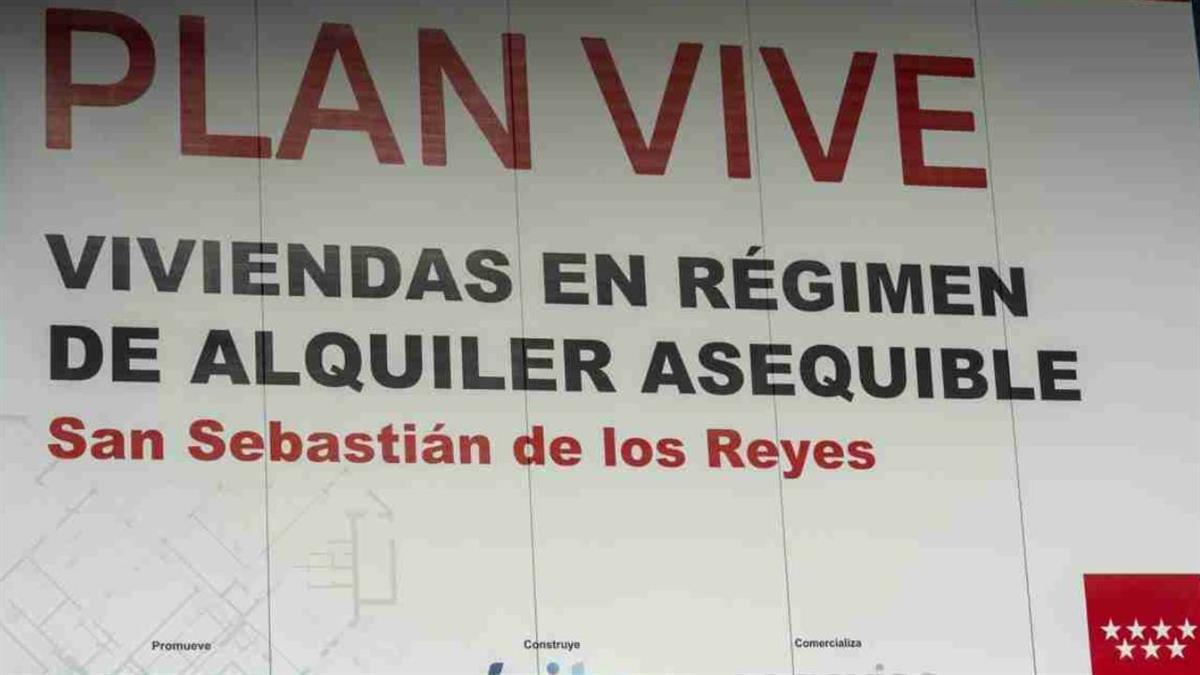 PLAN VIVE
VIVIENDAS EN RÉGIMEN
DE ALQUILER ASEQUIBLE
San Sebastián de los Reyes
Promueve Construye Comercializa